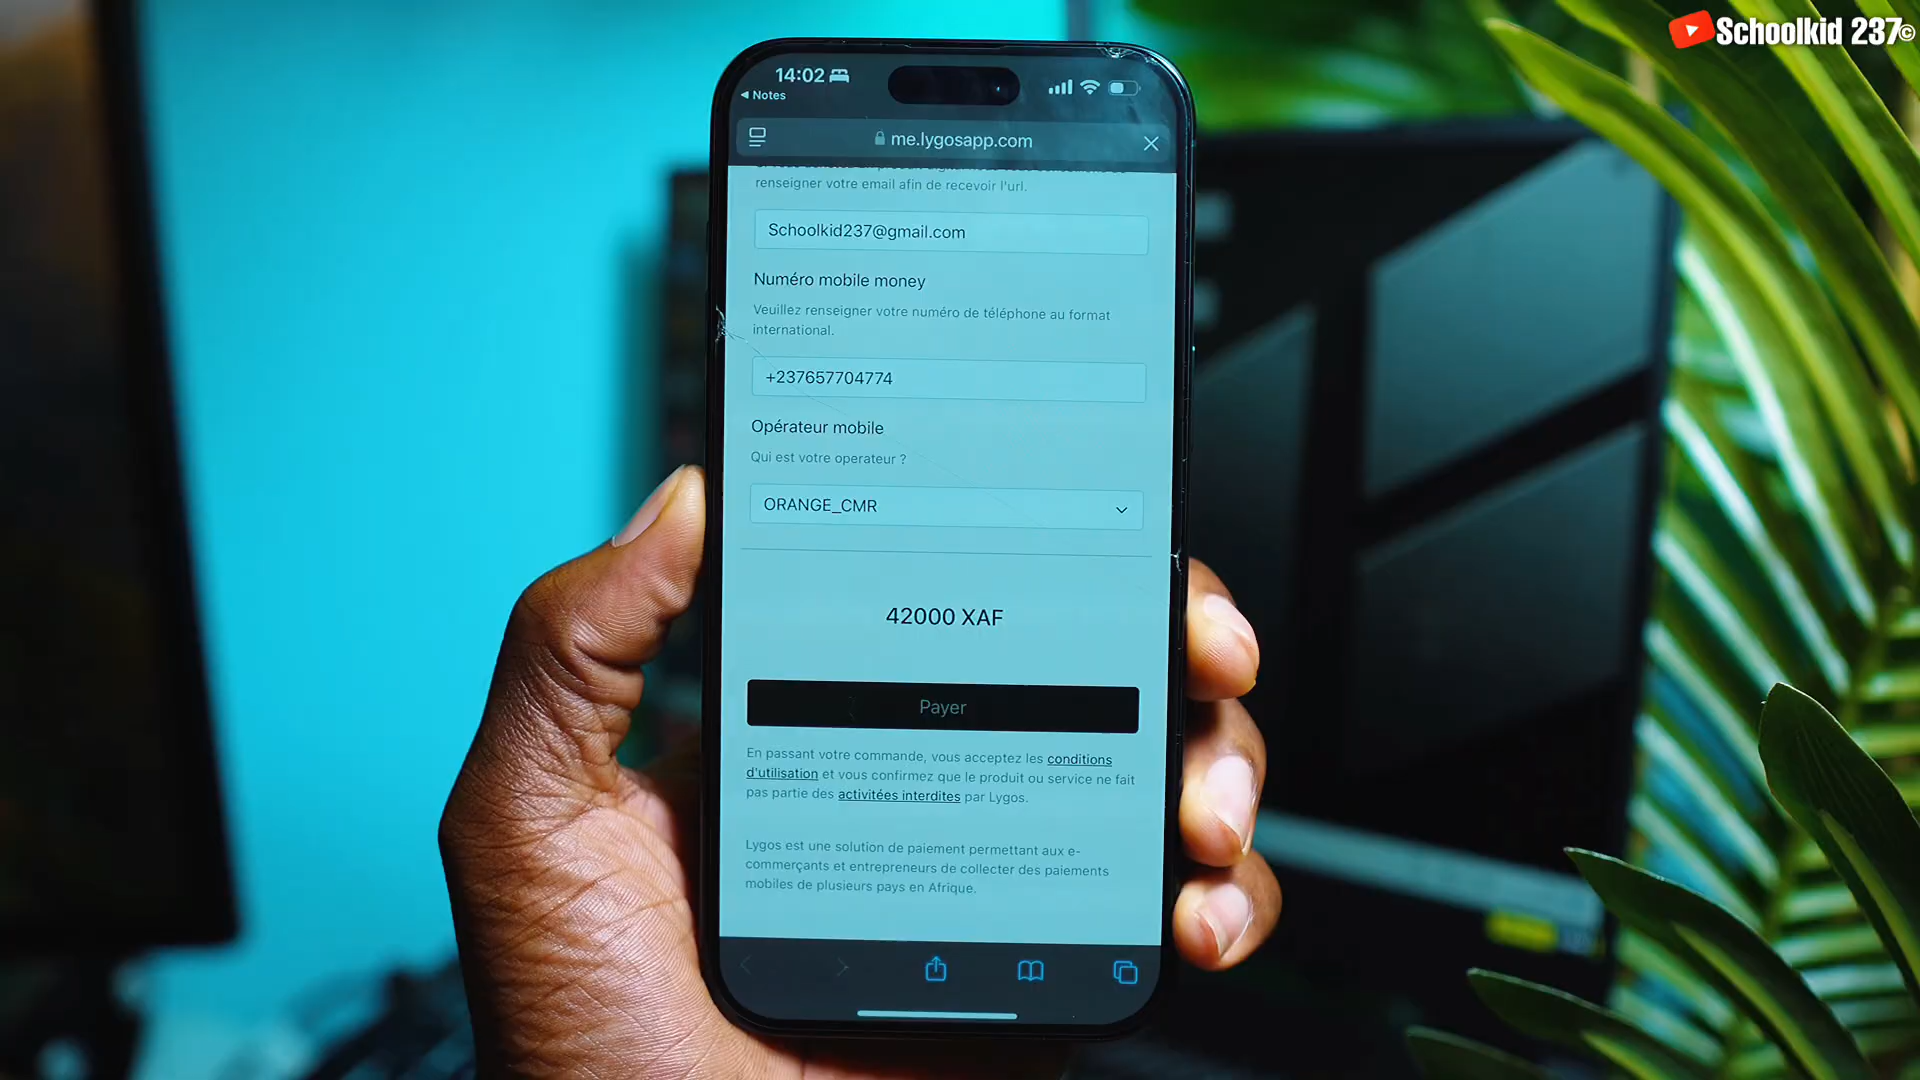 Schoolkid 237©
14:02
Notes
me.lygosapp.com
renseigner votre email afin de recevoir l'url.
Schoolkid237@gmail.com
Numéro mobile money
Veuillez renseigner votre numéro de téléphone au format
international.
+237657704774
Opérateur mobile
Qui est votre operateur ?
ORANGE_CMR
42000 XAF
Payer
En passant votre commande, vous acceptez les conditions
d'utilisation et vous confirmez que le produit ou service ne fait
pas partie des activitées interdites par Lygos.
Lygos est une solution de paiement permettant aux e-
commerçants et entrepreneurs de collecter des paiements
mobiles de plusieurs pays en Afrique.